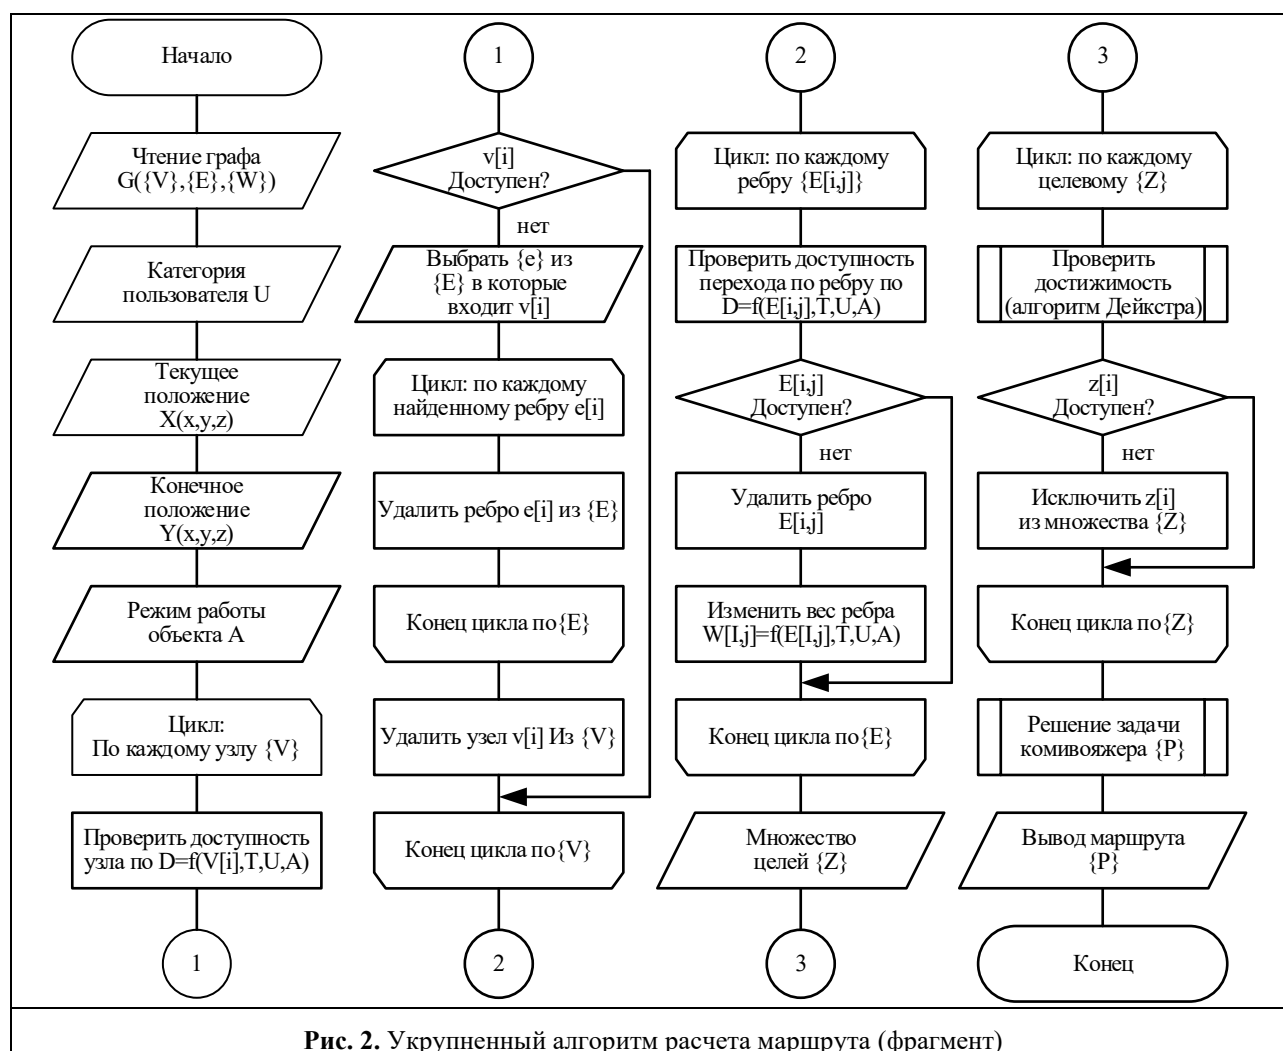 Начало
Чтение графа
G({V},{E},{W})
Категория
пользователя U
Текущее
положение
X(x,y,z)
Конечное
положение
Y(x,y,z)
Режим работы
объекта A
Цикл:
По каждому узлу {V}
Проверить доступность
узла по D=f(V[i],T,U,A)
1
1
v[i]
Доступен?
нет
Выбрать {e} из
{E} в которые
входит v[i]
Цикл: по каждому
найденному ребру e[i]
Удалить ребро e[i] из {E}
Конец цикла по{E}
Удалить узел v[i] Из {V}
Конец цикла по{V}
2
2
Цикл: по каждому
ребру {E[i,j]}
Проверить доступность
перехода по ребру по
D=f(E[i,j],T,U,A)
E[i,j]
Доступен?
нет
Удалить ребро
E[i,j]
Изменить вес ребра
W[I,j]=f(E[I,j],T,U,A)
Конец цикла по{E}
Множество
целей {Z}
3
3
Цикл: по каждому
целевому {Z}
Проверить
достижимость
(алгоритм Дейкстра)
z[i]
Доступен?
нет
Исключить z[i]
из множества {Z}
Конец цикла по{Z}
Решение задачи
комивояжера {P}
Вывод маршрута
{P}
Конец
Рис. 2. Укрупненный алгоритм расчета маршрута (фрагмент)